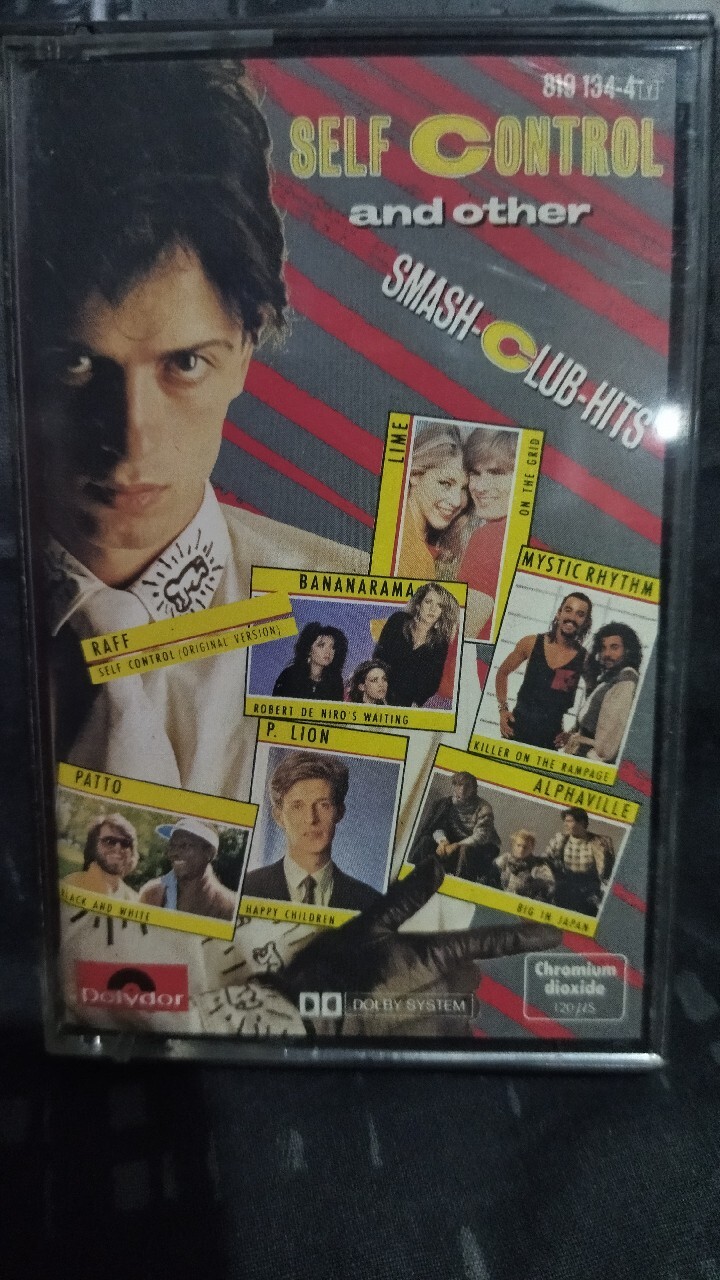 819 134-4 Y
SELF CONTROL
and other
SMASH-CLUB-HITS
LIME
ON THE GRID
MYSTIC RHYTHM
KILLER ON THE RAMPAGE
BANANARAMA
ROBERT DE NIRO'S WAITING
RAFF
SELF CONTROL (ORIGINAL VERSION)
P. LION
HAPPY CHILDREN
PATTO
BLACK AND WHITE
ALPHAVILLE
BIG IN JAPAN
Polydor
DOLBY SYSTEM
Chromium
dioxide
120 µS